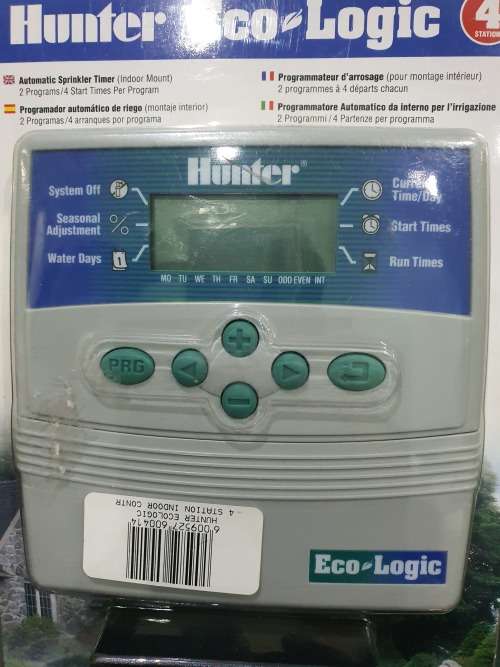 Hunter Eco-Logic
4
STATION
Automatic Sprinkler Timer (Indoor Mount)
2 Programs/4 Start Times Per Program
Programmateur d'arrosage (pour montage intérieur)
2 programmes à 4 départs chacun
Programador automático de riego (montaje interior)
2 Programas/4 arranques por programa
Programmatore Automatico da interno per l'irrigazione
2 Programmi/4 Partenze per programma
Hunter®
System Off
Seasonal
Adjustment
Water Days
1
Current
Time/Day
Start Times
Run Times
MO TU WE TH FR SA SU ODD EVEN INT
PRG
+
-
6 009527 600414
HUNTER ECOLOGIC
- 4 STATION INDOOR CONTR
Eco-Logic